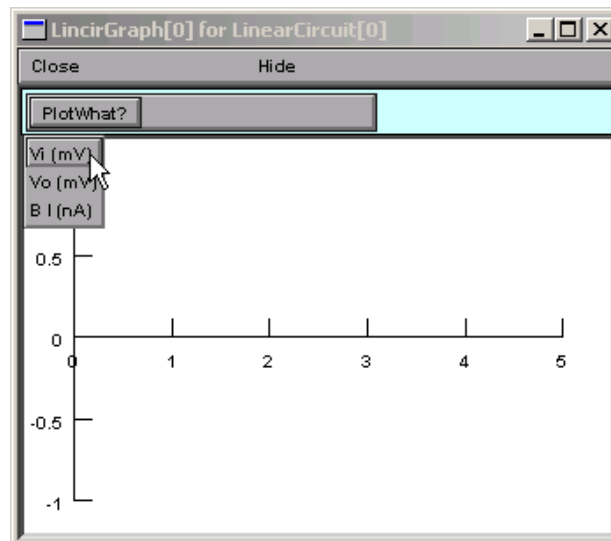 LincirGraph[0] for LinearCircuit[0]
Close Hide
PlotWhat?
Vi (mV)
Vo (mV)
B I (nA)
0.5
0
0 1 2 3 4 5
-0.5
-1